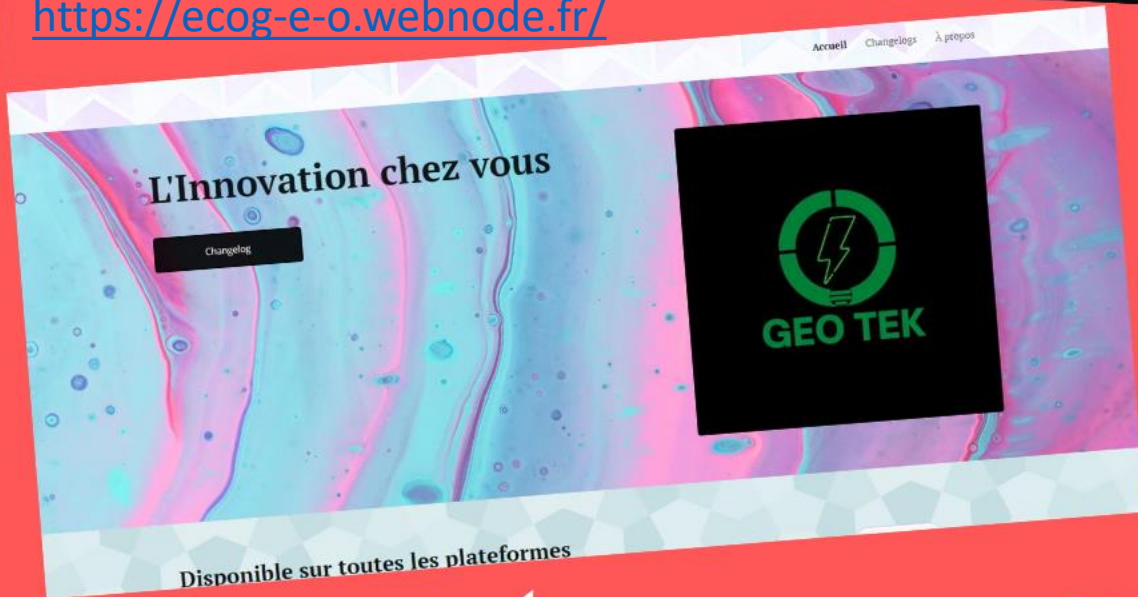 https://ecog-e-o.webnode.fr/
Accueil Changelogs À propos
L'Innovation chez vous
Changelog
GEO TEK
Disponible sur toutes les plateformes